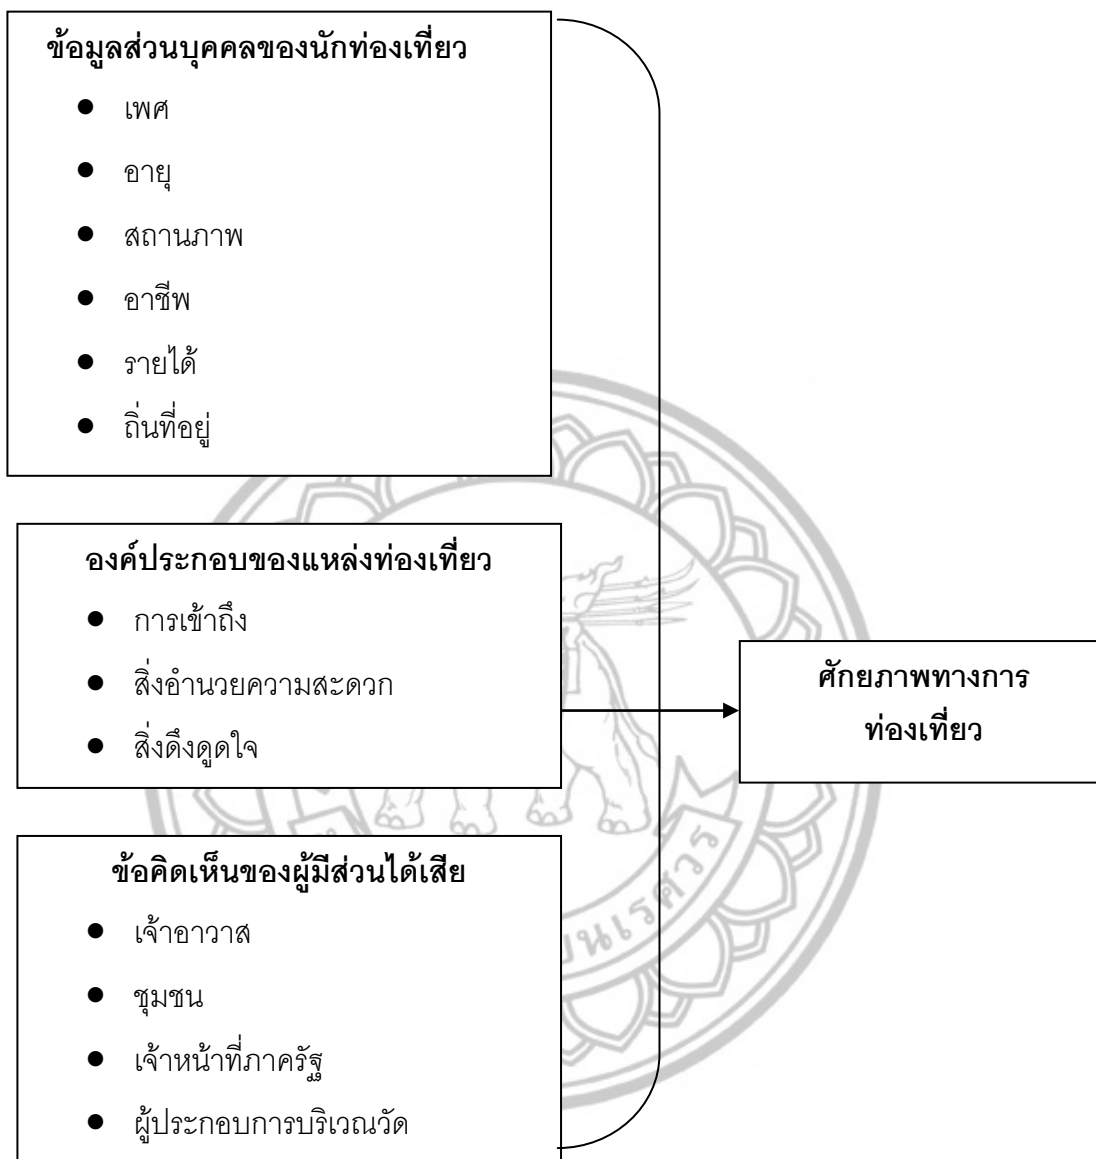 ข้อมูลส่วนบุคคลของนักท่องเที่ยว
● เพศ
● อายุ
● สถานภาพ
● อาชีพ
● รายได้
● ถิ่นที่อยู่
องค์ประกอบของแหล่งท่องเที่ยว
● การเข้าถึง
● สิ่งอำนวยความสะดวก
● สิ่งดึงดูดใจ
ศักยภาพทางการ
ท่องเที่ยว
ข้อคิดเห็นของผู้มีส่วนได้เสีย
● เจ้าอาวาส
● ชุมชน
● เจ้าหน้าที่ภาครัฐ
● ผู้ประกอบการบริเวณวัด